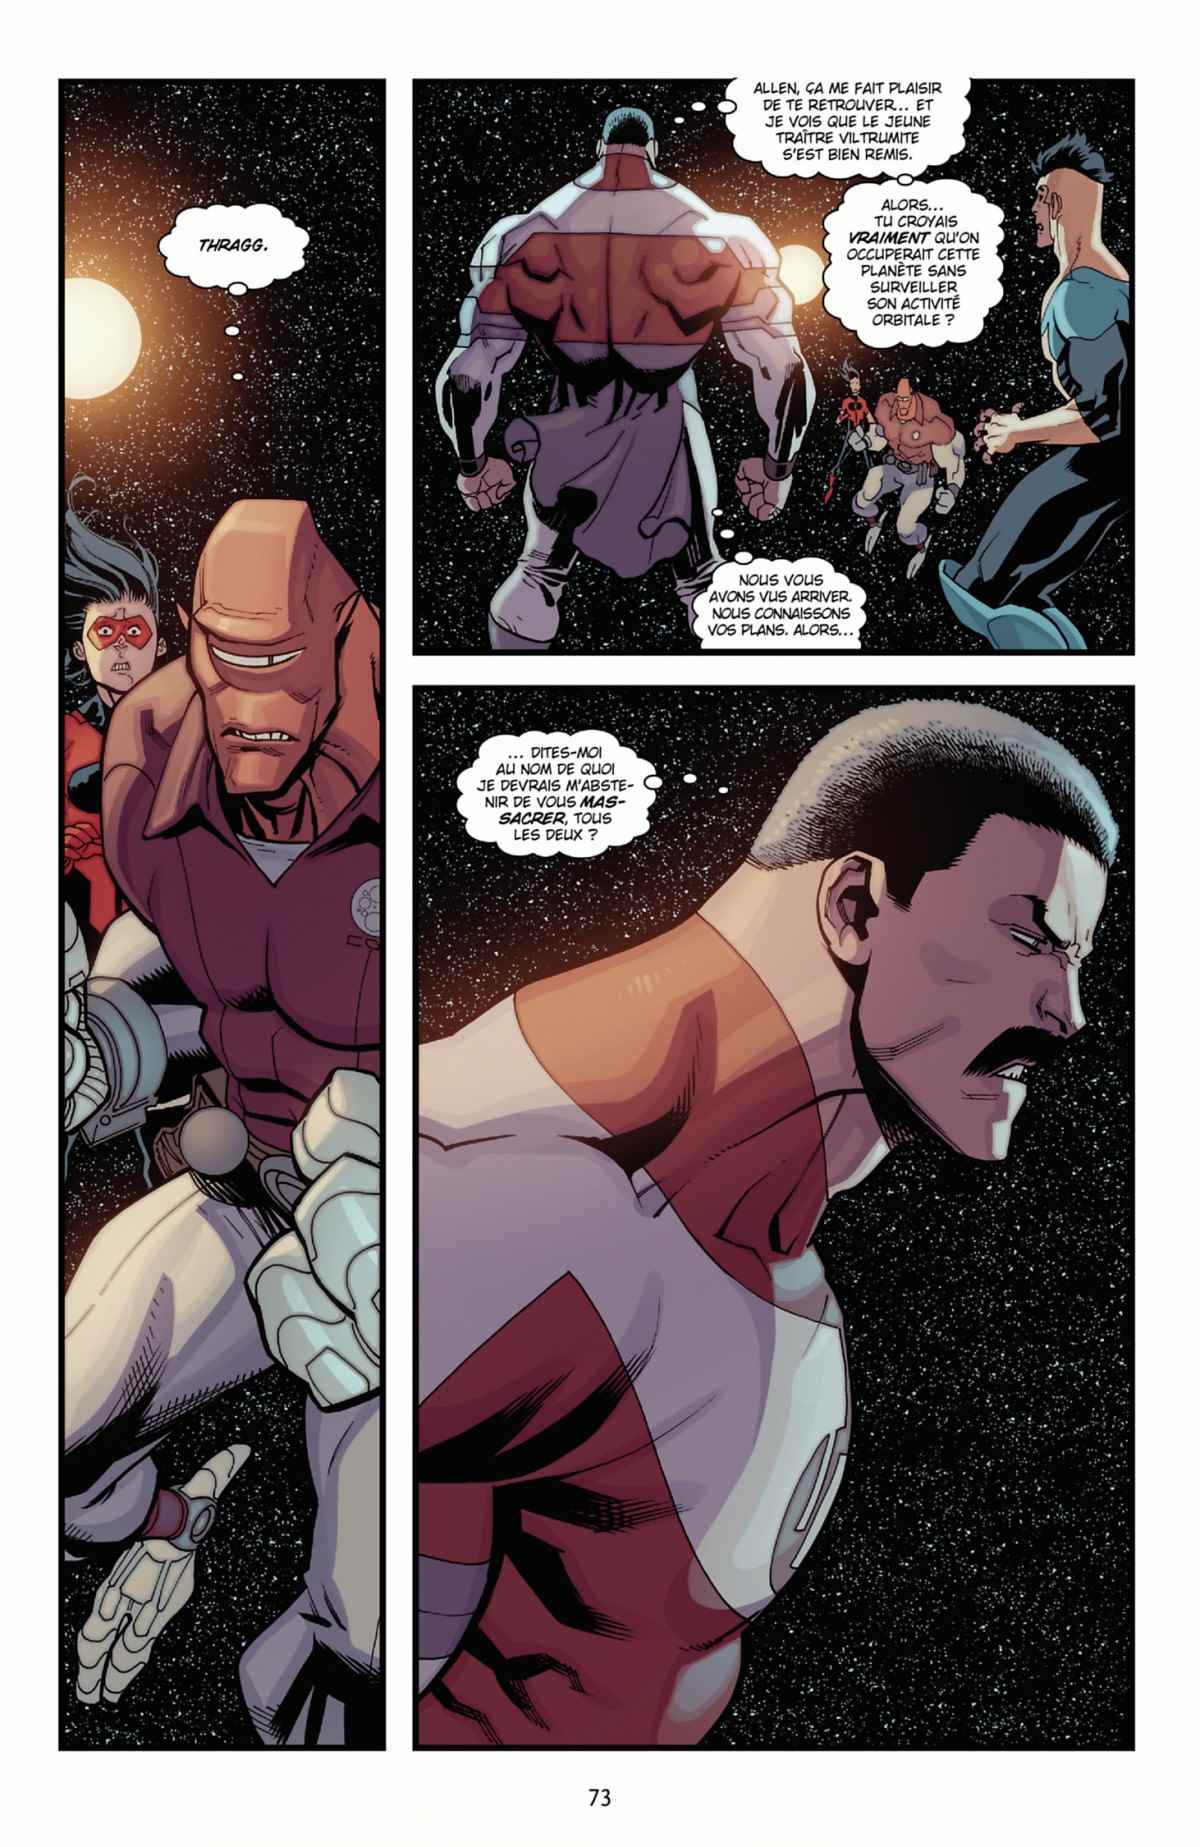 THRAGG.
ALLEN, ÇA ME FAIT PLAISIR
DE TE RETROUVER... ET
JE VOIS QUE LE JEUNE
TRAÎTRE VILTRUMITE
S'EST BIEN REMIS.
ALORS...
TU CROYAIS
VRAIMENT QU'ON
OCCUPERAIT CETTE
PLANÈTE SANS
SURVEILLER
SON ACTIVITÉ
ORBITALE ?
NOUS VOUS
AVONS VUS ARRIVER.
NOUS CONNAISSONS
VOS PLANS. ALORS...
... DITES-MOI
AU NOM DE QUOI
JE DEVRAIS M'ABSTE-
NIR DE VOUS MAS-
SACRER, TOUS
LES DEUX ?
73